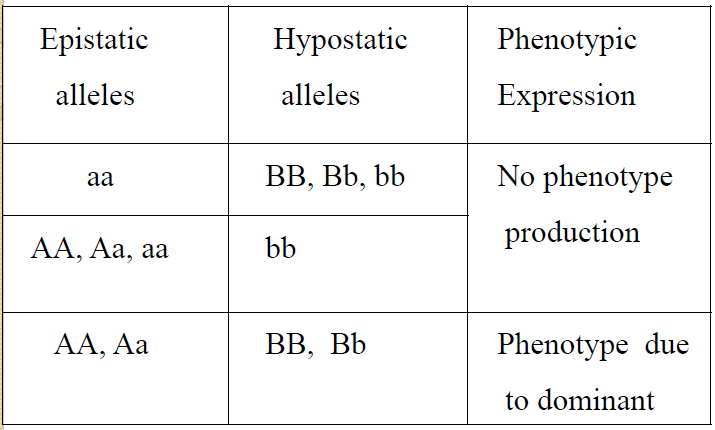 Epistatic
alleles
Hypostatic
alleles
Phenotypic
Expression
aa
BB, Bb, bb
No phenotype
production
AA, Aa, aa
bb
AA, Aa
BB, Bb
Phenotype due
to dominant